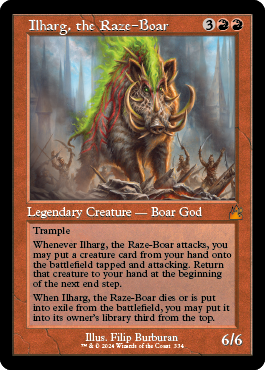 Ilharg, the Raze-Boar 3
Legendary Creature — Boar God
Trample
Whenever Ilharg, the Raze-Boar attacks, you
may put a creature card from your hand onto
the battlefield tapped and attacking. Return
that creature to your hand at the beginning
of the next end step.
When Ilharg, the Raze-Boar dies or is put
into exile from the battlefield, you may put it
into its owner's library third from the top.
Illus. Filip Burburan
™ & © 2024 Wizards of the Coast 334
6/6